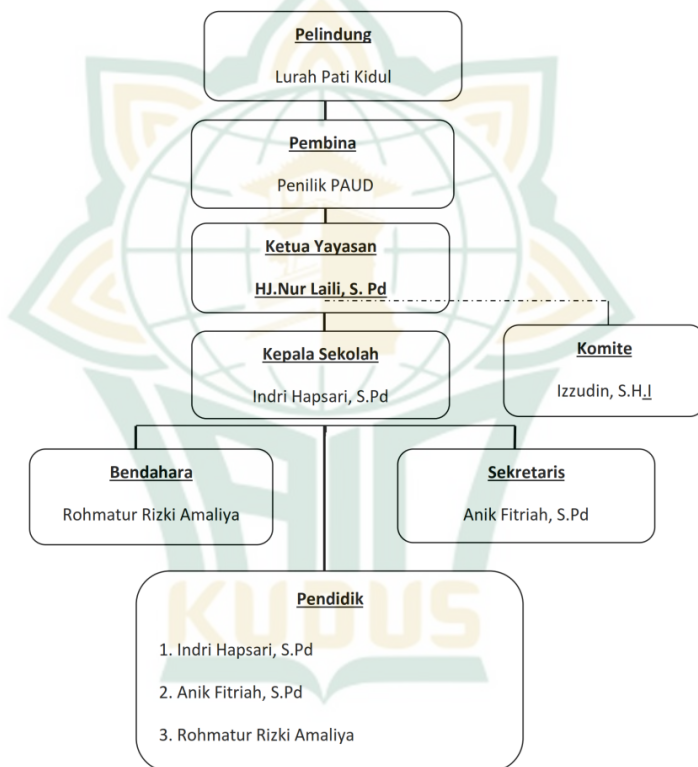 Pelindung
Lurah Pati Kidul
Pembina
Penilik PAUD
Ketua Yayasan
HJ.Nur Laili, S. Pd
Kepala Sekolah
Indri Hapsari, S.Pd
Komite
Izzudin, S.H.I
Bendahara
Rohmatur Rizki Amaliya
Sekretaris
Anik Fitriah, S.Pd
Pendidik
1. Indri Hapsari, S.Pd
2. Anik Fitriah, S.Pd
3. Rohmatur Rizki Amaliya
KUDUS